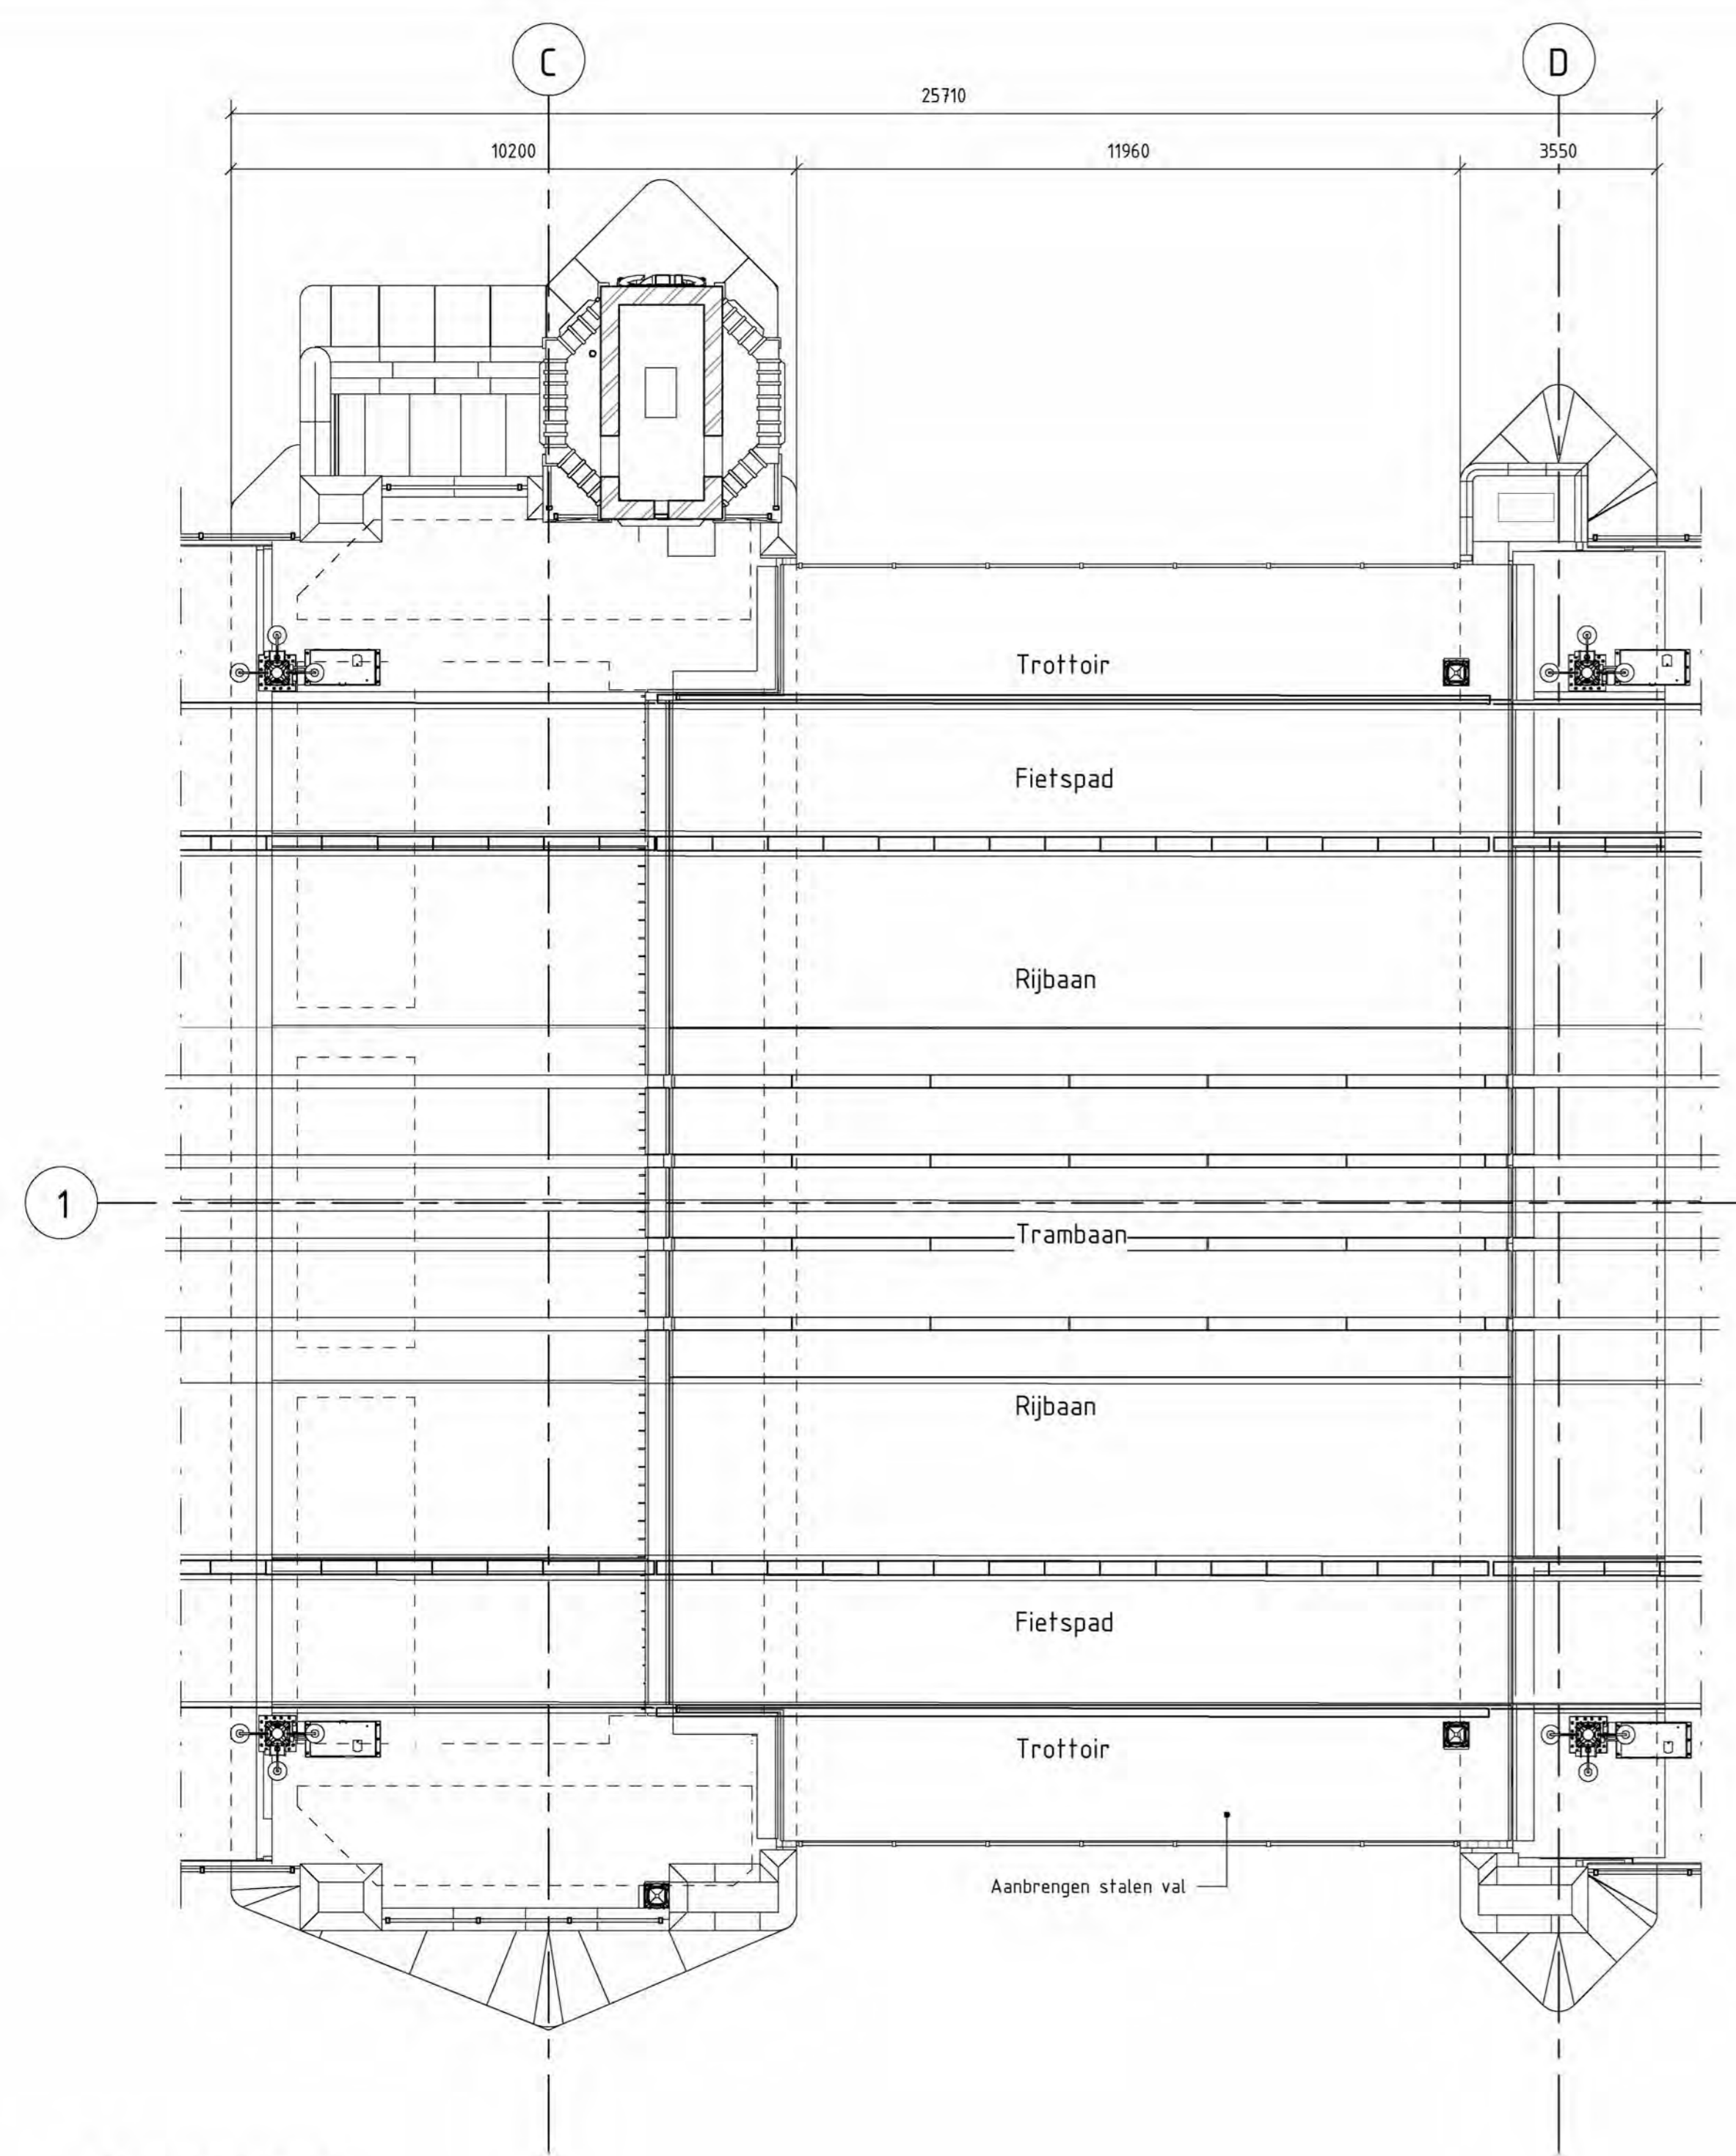 C
D
25710
10200
11960
3550
Trottoir
Fietspad
Rijbaan
1
Trambaan
Rijbaan
Fietspad
Trottoir
Aanbrengen stalen val